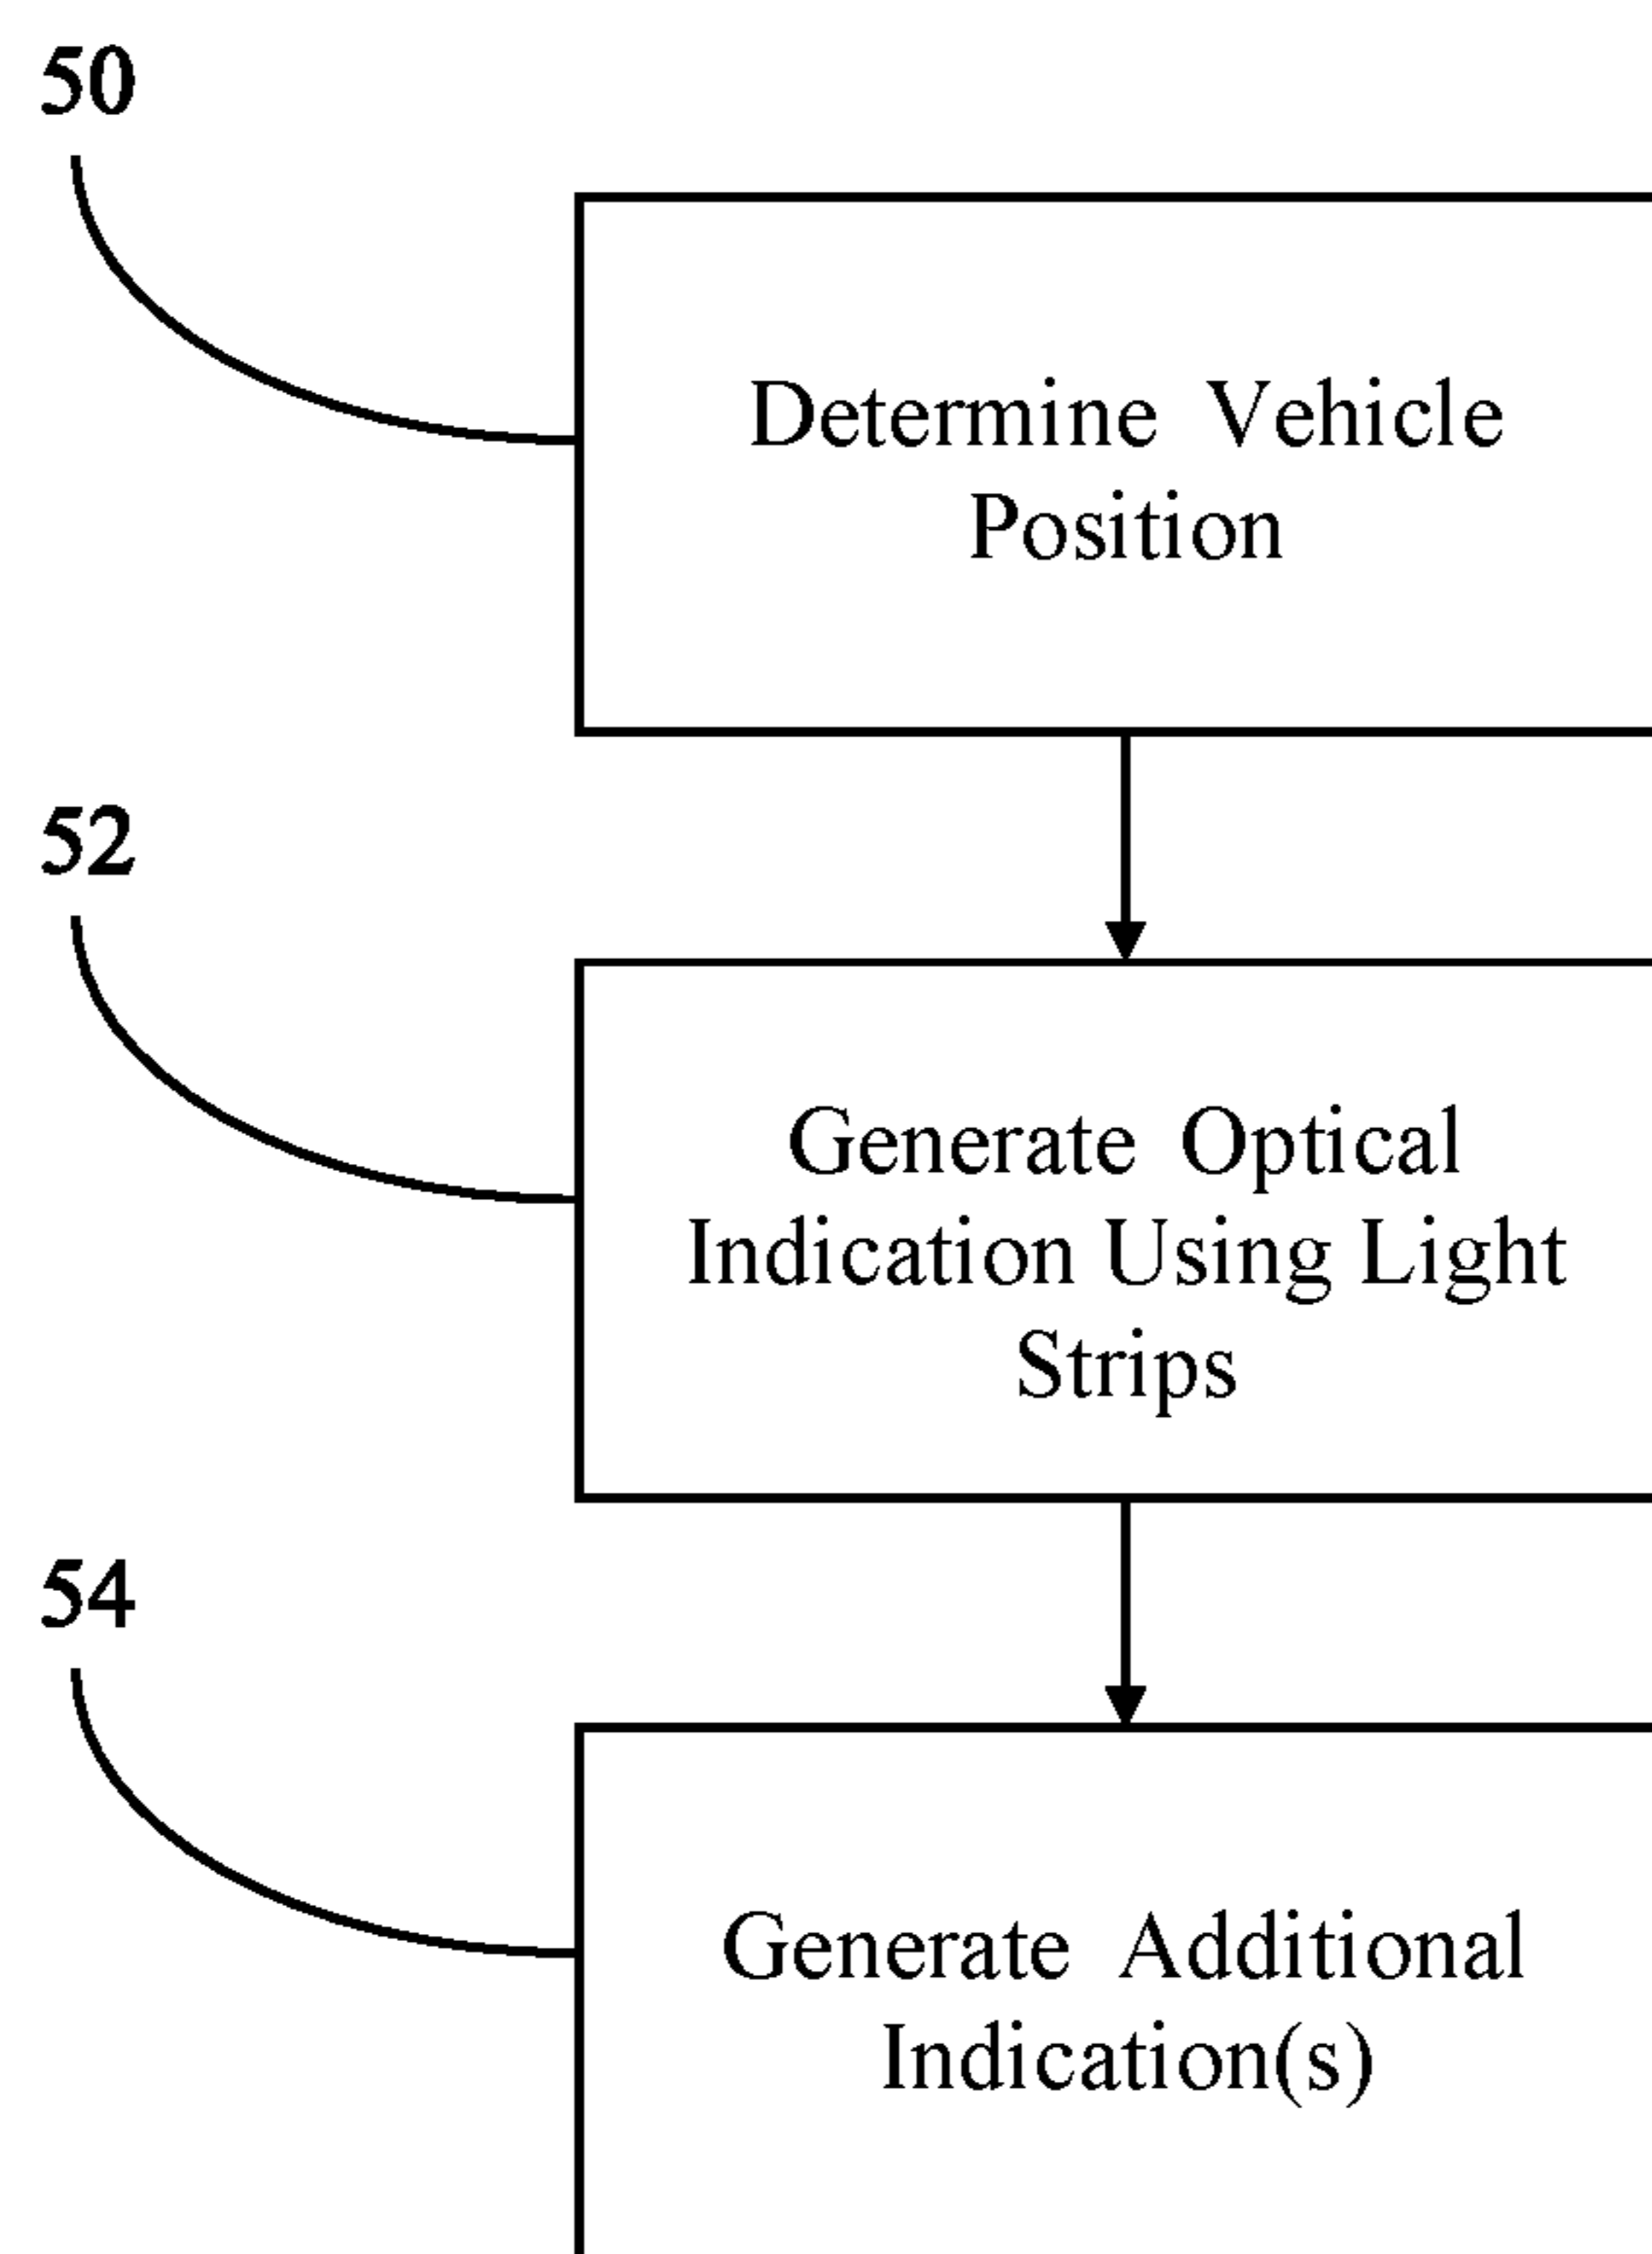 50
Determine Vehicle
Position
52
Generate Optical
Indication Using Light
Strips
54
Generate Additional
Indication(s)